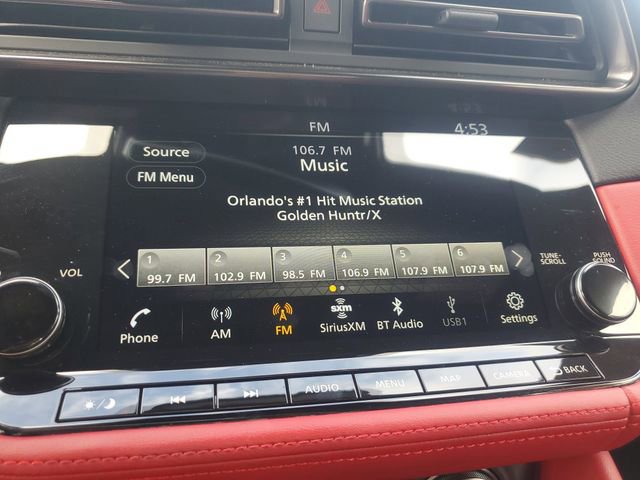 FM
4:53
Source
106.7 FM
Music
FM Menu
Orlando's #1 Hit Music Station
Golden Huntr/X
1 99.7 FM
2 102.9 FM
3 98.5 FM
4 106.9 FM
5 107.9 FM
6 107.9 FM
VOL
TUNE-SCROLL
PUSH SOUND
Phone
AM
FM
sxm SiriusXM
BT Audio
USB1
Settings
AUDIO
MENU
MAP
CAMERA
BACK